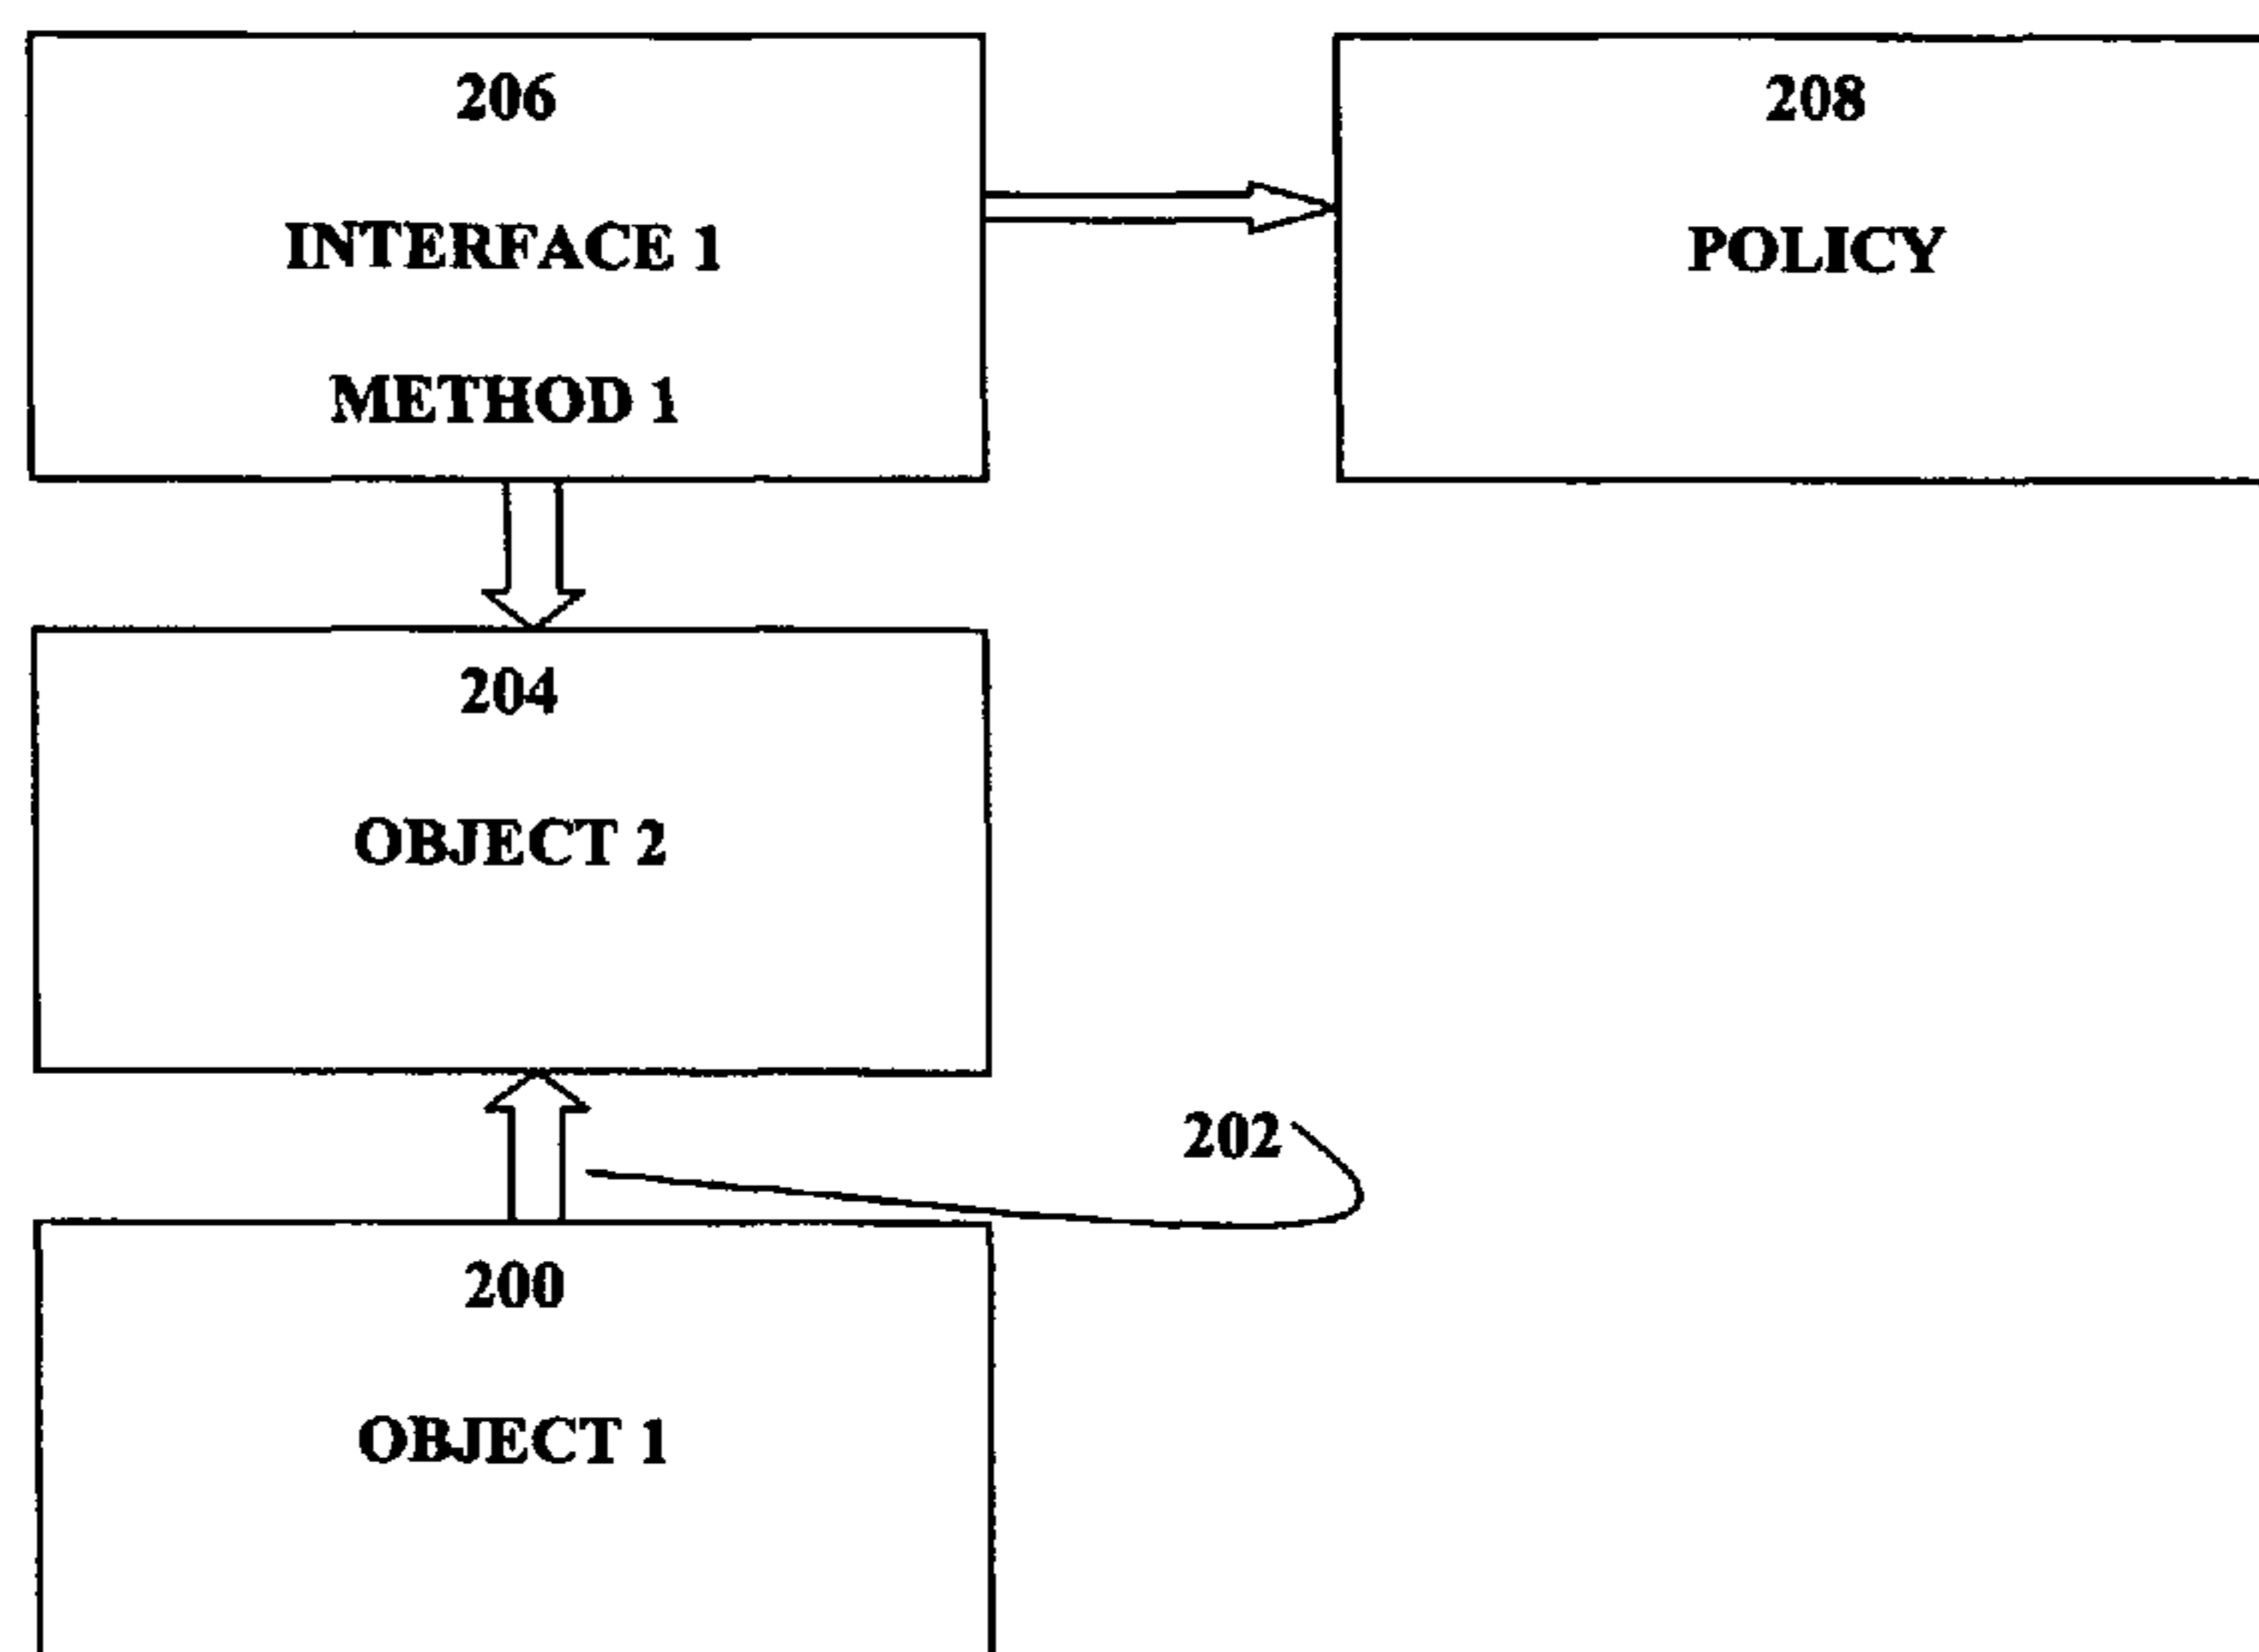 206
INTERFACE 1
METHOD 1
208
POLICY
204
OBJECT 2
202
200
OBJECT 1